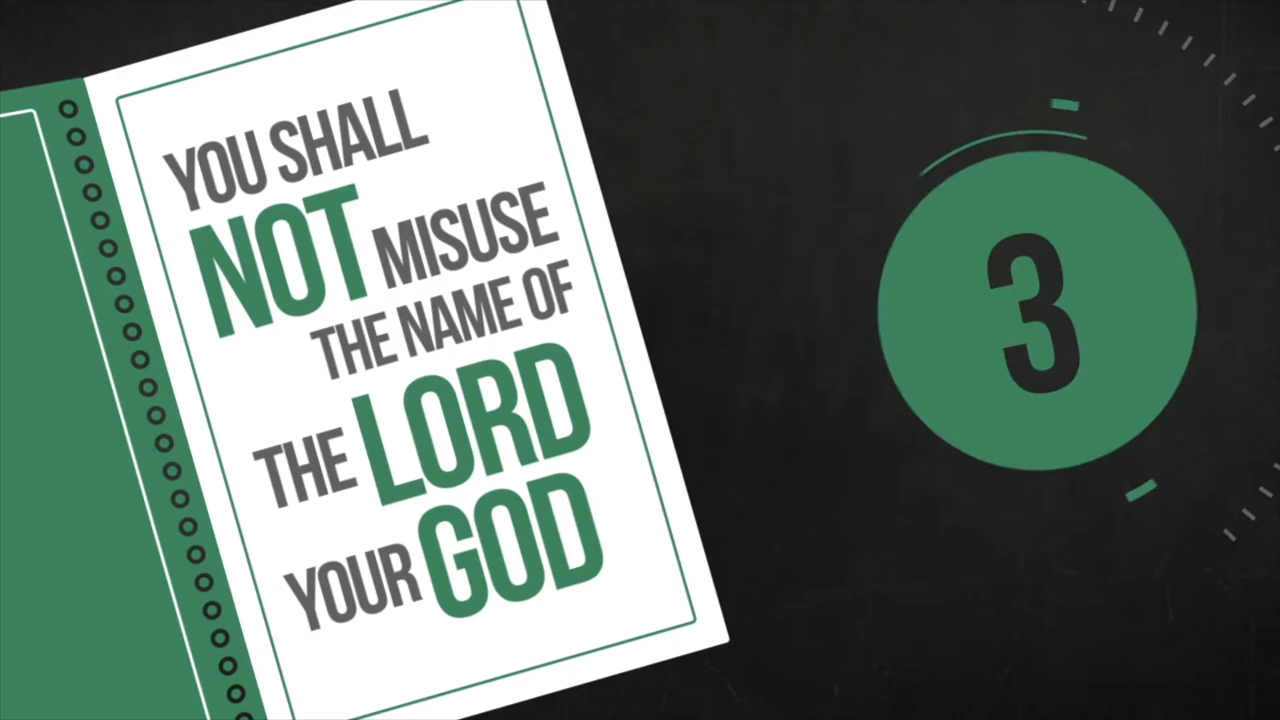 YOU SHALL
NOT MISUSE
THE NAME OF
THE LORD
YOUR GOD
3